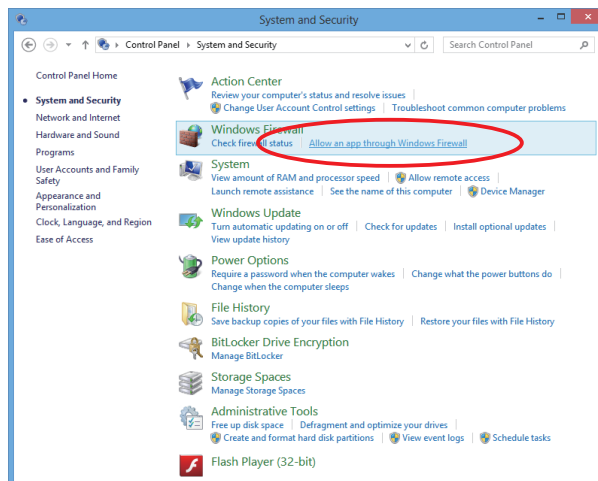 System and Security
Control Panel ▸ System and Security
Search Control Panel
Control Panel Home
System and Security
Network and Internet
Hardware and Sound
Programs
User Accounts and Family
Safety
Appearance and
Personalization
Clock, Language, and Region
Ease of Access
Action Center
Review your computer's status and resolve issues
Change User Account Control settings Troubleshoot common computer problems
Windows Firewall
Check firewall status Allow an app through Windows Firewall
System
View amount of RAM and processor speed Allow remote access
Launch remote assistance See the name of this computer Device Manager
Windows Update
Turn automatic updating on or off Check for updates Install optional updates
View update history
Power Options
Require a password when the computer wakes Change what the power buttons do
Change when the computer sleeps
File History
Save backup copies of your files with File History Restore your files with File History
BitLocker Drive Encryption
Manage BitLocker
Storage Spaces
Manage Storage Spaces
Administrative Tools
Free up disk space Defragment and optimize your drives
Create and format hard disk partitions View event logs Schedule tasks
Flash Player (32-bit)